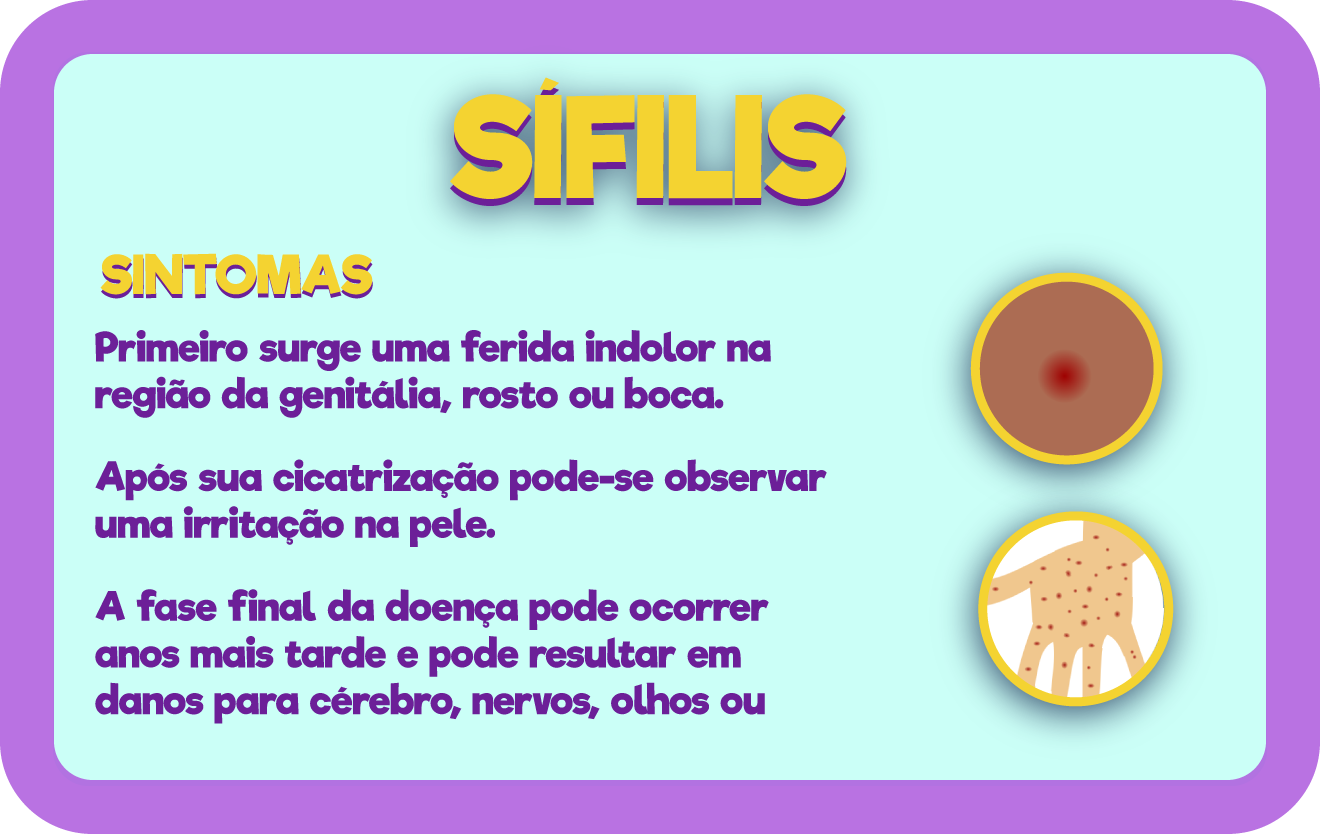 SÍFILIS
SINTOMAS
Primeiro surge uma ferida indolor na
região da genitália, rosto ou boca.
Após sua cicatrização pode-se observar
uma irritação na pele.
A fase final da doença pode ocorrer
anos mais tarde e pode resultar em
danos para cérebro, nervos, olhos ou